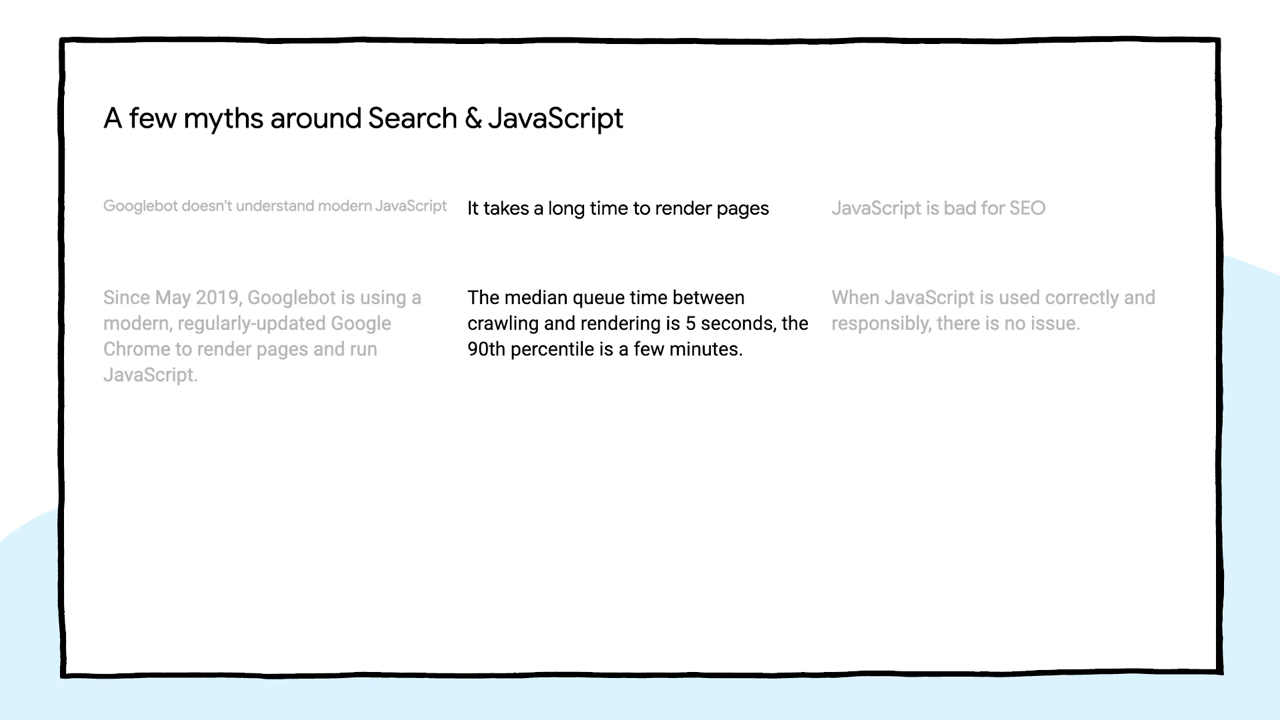 A few myths around Search & JavaScript
Googlebot doesn't understand modern JavaScript
Since May 2019, Googlebot is using a
modern, regularly-updated Google
Chrome to render pages and run
JavaScript.
It takes a long time to render pages
The median queue time between
crawling and rendering is 5 seconds, the
90th percentile is a few minutes.
JavaScript is bad for SEO
When JavaScript is used correctly and
responsibly, there is no issue.